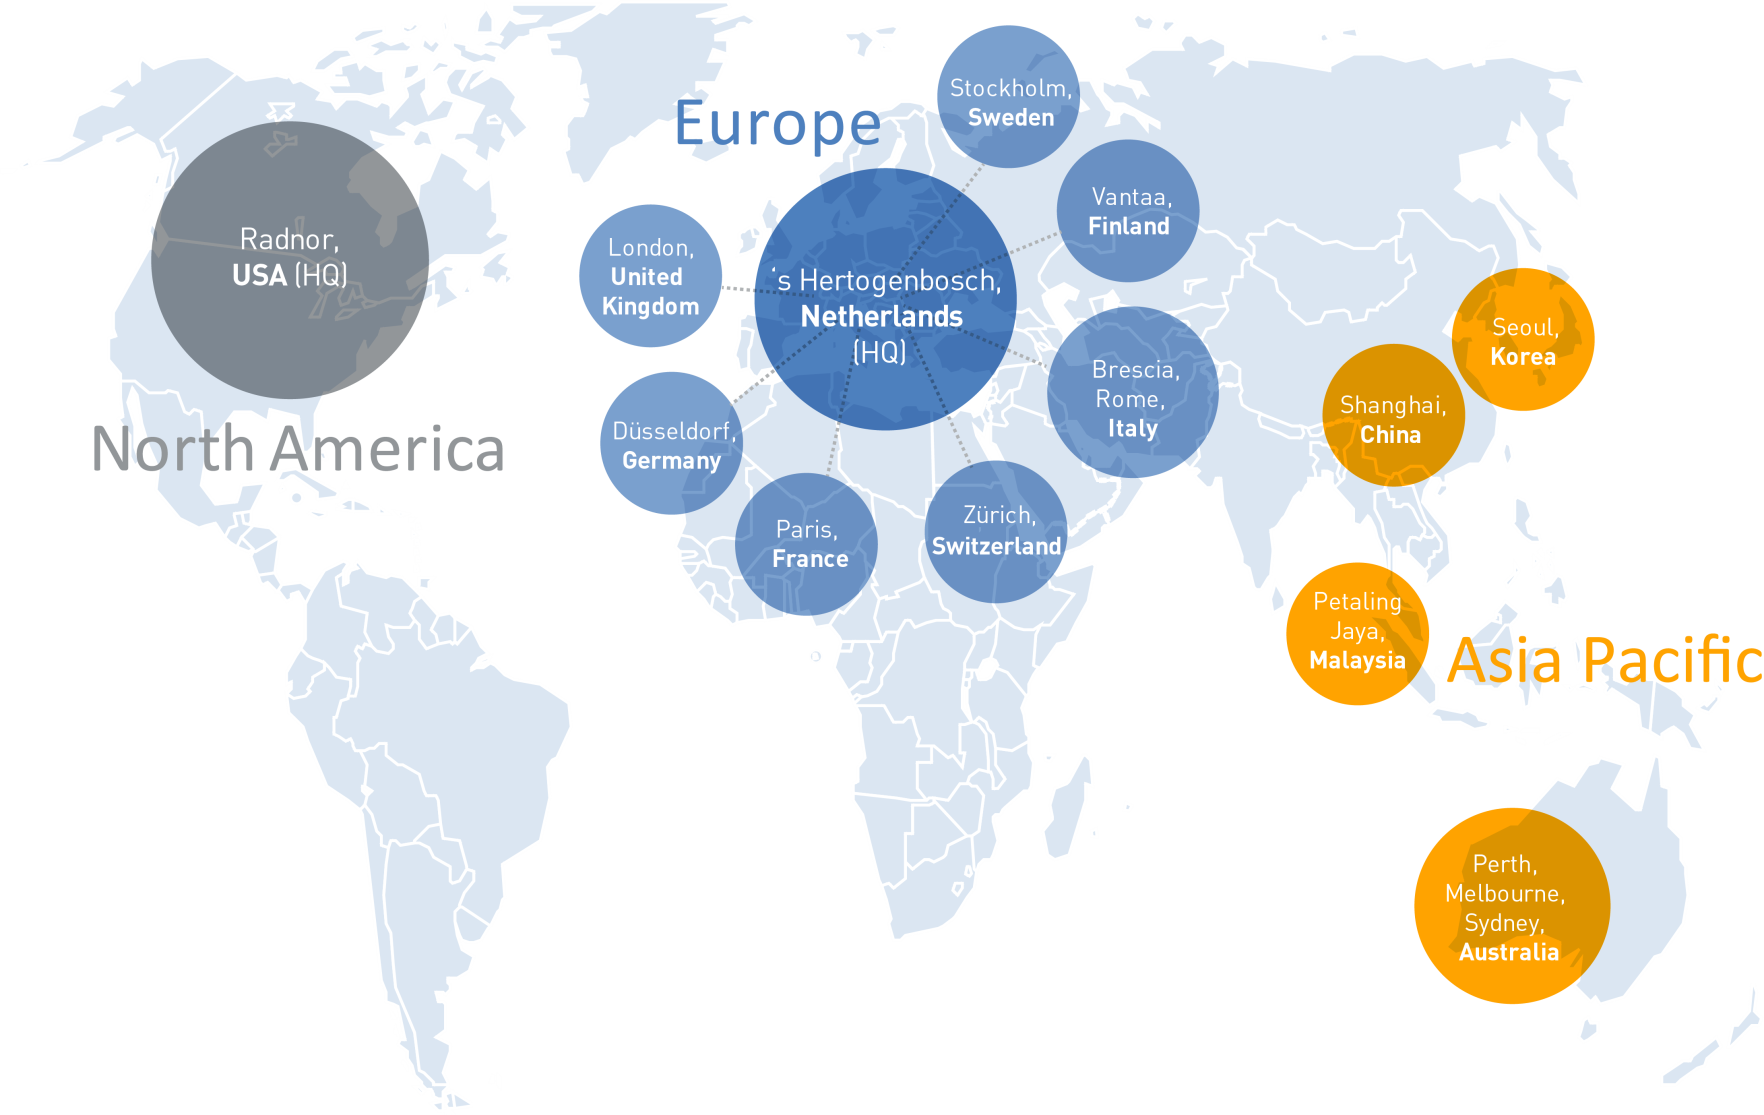 Europe
Stockholm,
Sweden
Vantaa,
Finland
Radnor,
USA (HQ)
London,
United
Kingdom
‘s Hertogenbosch,
Netherlands
(HQ)
Seoul,
Korea
Brescia,
Rome,
Italy
Shanghai,
China
North America
Düsseldorf,
Germany
Paris,
France
Zürich,
Switzerland
Petaling
Jaya,
Malaysia
Asia Pacific
Perth,
Melbourne,
Sydney,
Australia